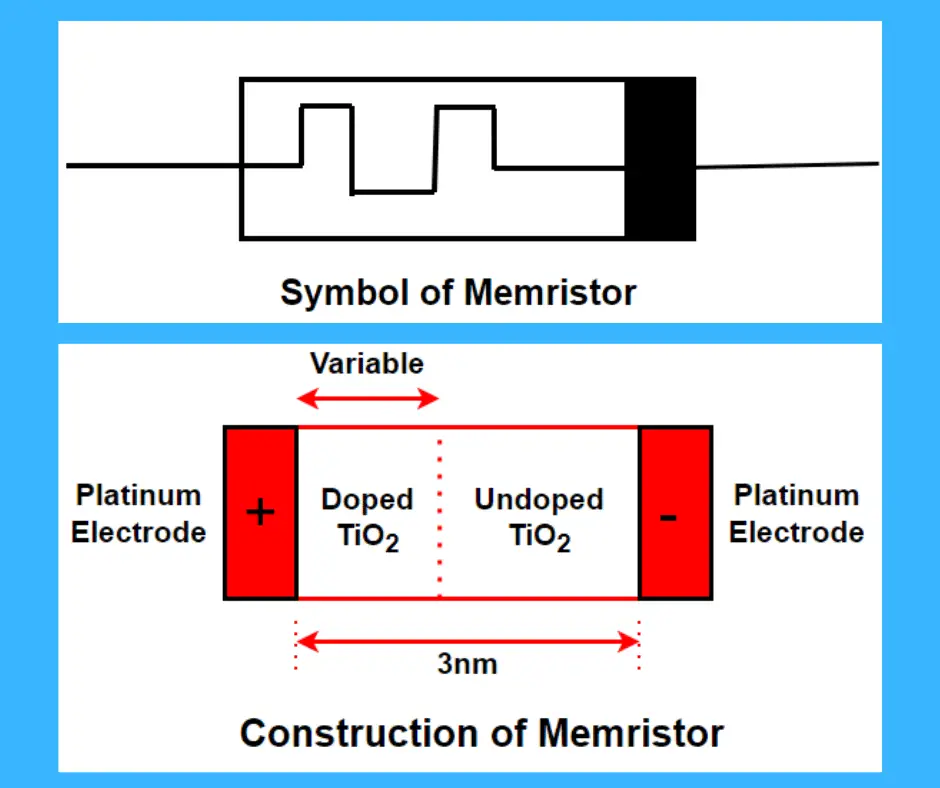 Symbol of Memristor
Variable
Platinum
Electrode
+
Doped
TiO₂
Undoped
TiO₂
-
Platinum
Electrode
3nm
Construction of Memristor